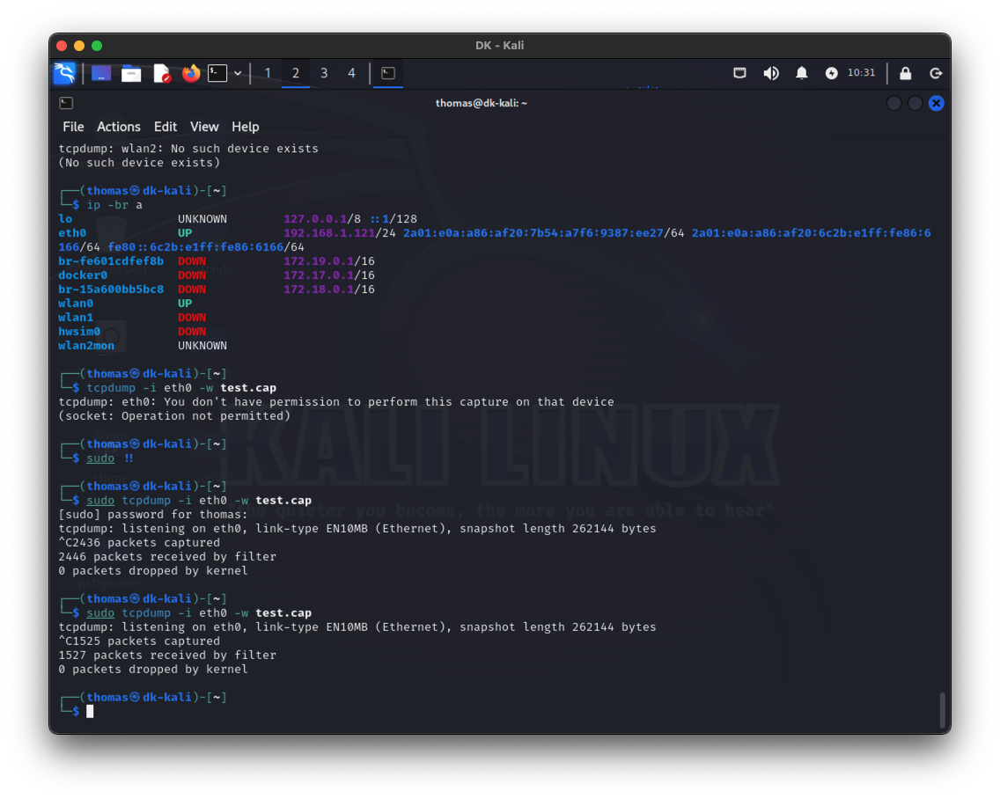 DK - Kali
1 2 3 4 10:31
thomas@dk-kali: ~
File Actions Edit View Help
tcpdump: wlan2: No such device exists
(No such device exists)
┌──(thomas㉿dk-kali)-[~]
└─$ ip -br a
lo UNKNOWN 127.0.0.1/8 ::1/128
eth0 UP 192.168.1.121/24 2a01:e0a:a86:af20:7b54:a7f6:9387:ee27/64 2a01:e0a:a86:af20:6c2b:e1ff:fe86:6
166/64 fe80::6c2b:e1ff:fe86:6166/64
br-fe601cdfef8b DOWN 172.19.0.1/16
docker0 DOWN 172.17.0.1/16
br-15a600bb5bc8 DOWN 172.18.0.1/16
wlan0 UP
wlan1 DOWN
hwsim0 DOWN
wlan2mon UNKNOWN
┌──(thomas㉿dk-kali)-[~]
└─$ tcpdump -i eth0 -w test.cap
tcpdump: eth0: You don't have permission to perform this capture on that device
(socket: Operation not permitted)
┌──(thomas㉿dk-kali)-[~]
└─$ sudo !!
┌──(thomas㉿dk-kali)-[~]
└─$ sudo tcpdump -i eth0 -w test.cap
[sudo] password for thomas:
tcpdump: listening on eth0, link-type EN10MB (Ethernet), snapshot length 262144 bytes
^C2436 packets captured
2446 packets received by filter
0 packets dropped by kernel
┌──(thomas㉿dk-kali)-[~]
└─$ sudo tcpdump -i eth0 -w test.cap
tcpdump: listening on eth0, link-type EN10MB (Ethernet), snapshot length 262144 bytes
^C1525 packets captured
1527 packets received by filter
0 packets dropped by kernel
┌──(thomas㉿dk-kali)-[~]
└─$
KALI LINUX
the quieter you become, the more you are able to hear"
Home
pathprober